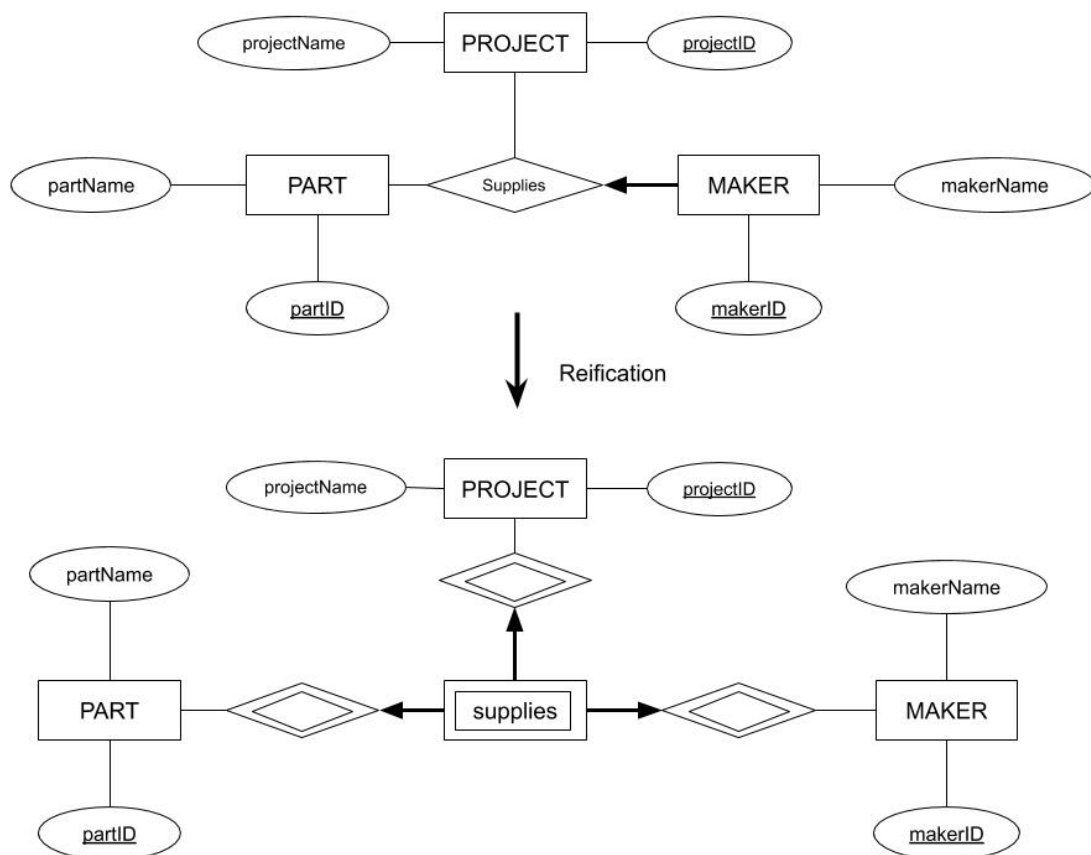 projectName
PROJECT
projectID
partName
PART
Supplies
MAKER
makerName
partID
makerID
Reification
projectName
PROJECT
projectID
partName
makerName
PART
supplies
MAKER
partID
makerID